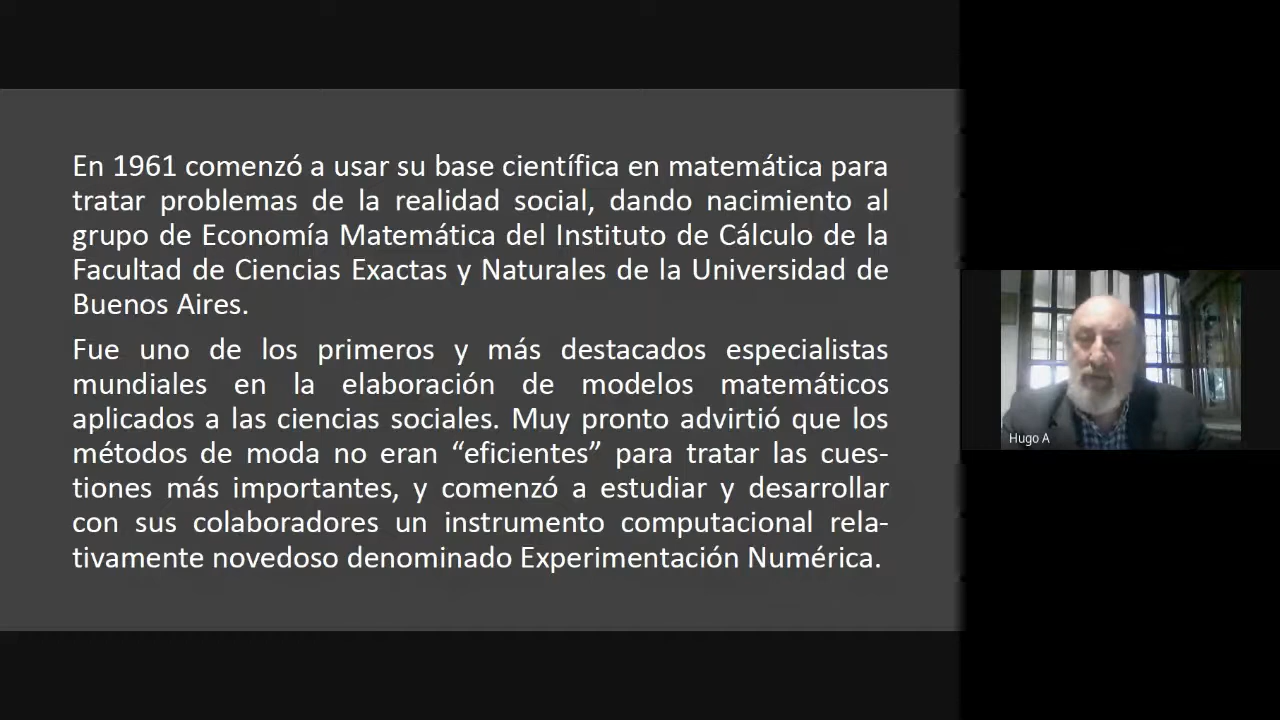 En 1961 comenzó a usar su base científica en matemática para
tratar problemas de la realidad social, dando nacimiento al
grupo de Economía Matemática del Instituto de Cálculo de la
Facultad de Ciencias Exactas y Naturales de la Universidad de
Buenos Aires.
Fue uno de los primeros y más destacados especialistas
mundiales en la elaboración de modelos matemáticos
aplicados a las ciencias sociales. Muy pronto advirtió que los
métodos de moda no eran “eficientes” para tratar las cues-
tiones más importantes, y comenzó a estudiar y desarrollar
con sus colaboradores un instrumento computacional rela-
tivamente novedoso denominado Experimentación Numérica.
Hugo A